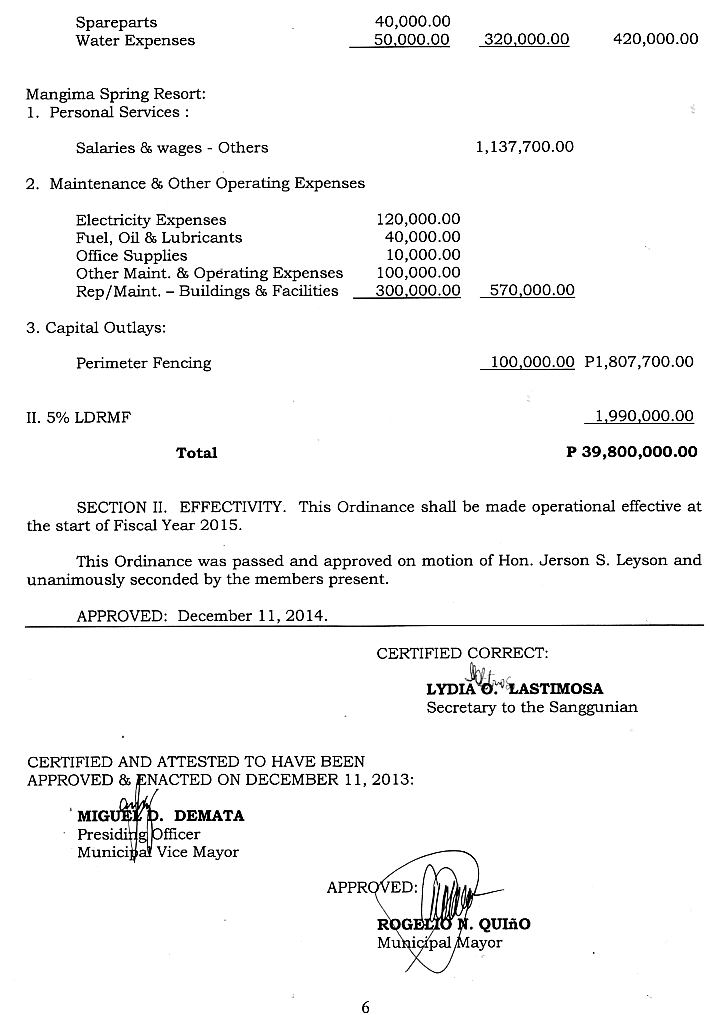 Spareparts 40,000.00
Water Expenses 50,000.00 320,000.00 420,000.00
Mangima Spring Resort:
1. Personal Services :
Salaries & wages - Others 1,137,700.00
2. Maintenance & Other Operating Expenses
Electricity Expenses 120,000.00
Fuel, Oil & Lubricants 40,000.00
Office Supplies 10,000.00
Other Maint. & Operating Expenses 100,000.00
Rep/Maint. – Buildings & Facilities 300,000.00 570,000.00
3. Capital Outlays:
Perimeter Fencing 100,000.00 P1,807,700.00
II. 5% LDRMF 1,990,000.00
Total P 39,800,000.00
SECTION II. EFFECTIVITY. This Ordinance shall be made operational effective at
the start of Fiscal Year 2015.
This Ordinance was passed and approved on motion of Hon. Jerson S. Leyson and
unanimously seconded by the members present.
APPROVED: December 11, 2014.
CERTIFIED CORRECT:
LYDIA O. LASTIMOSA
Secretary to the Sanggunian
CERTIFIED AND ATTESTED TO HAVE BEEN
APPROVED & ENACTED ON DECEMBER 11, 2013:
MIGUEL D. DEMATA
Presiding Officer
Municipal Vice Mayor
APPROVED:
ROGELIO N. QUIñO
Municipal Mayor
6